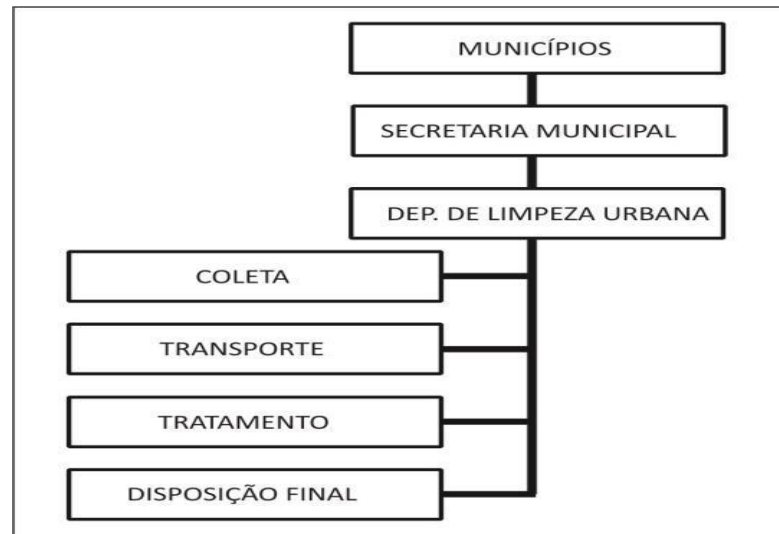 MUNICÍPIOS
SECRETARIA MUNICIPAL
DEP. DE LIMPEZA URBANA
COLETA
TRANSPORTE
TRATAMENTO
DISPOSIÇÃO FINAL